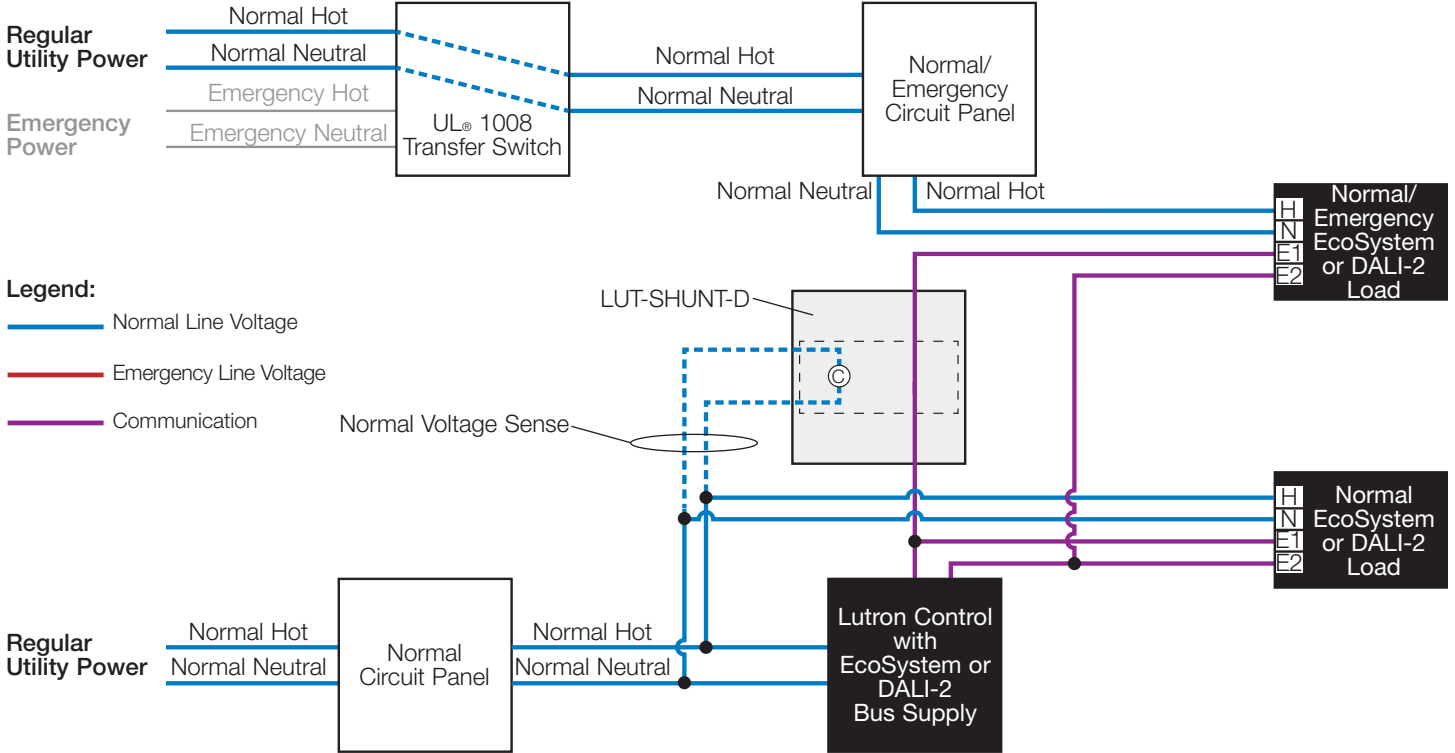 Regular
Utility Power
Normal Hot
Normal Neutral
Emergency
Power
Emergency Hot
Emergency Neutral
UL® 1008
Transfer Switch
Normal Hot
Normal Neutral
Normal/
Emergency
Circuit Panel
Normal Neutral
Normal Hot
H
N
E1
E2
Normal/
Emergency
EcoSystem
or DALI-2
Load
Legend:
Normal Line Voltage
Emergency Line Voltage
Communication
LUT-SHUNT-D
C
Normal Voltage Sense
H
N
E1
E2
Normal
EcoSystem
or DALI-2
Load
Regular
Utility Power
Normal Hot
Normal Neutral
Normal
Circuit Panel
Normal Hot
Normal Neutral
Lutron Control
with
EcoSystem or
DALI-2
Bus Supply